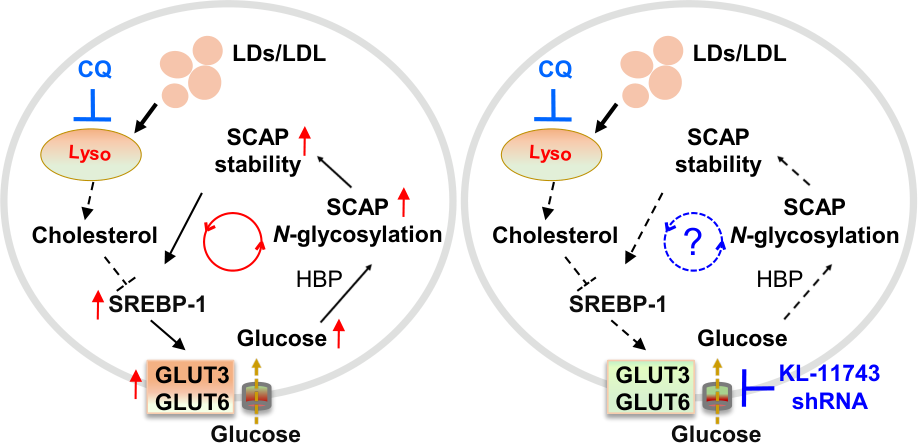 LDs/LDL
CQ
SCAP
stability
Lyso
SCAP
N-glycosylation
Cholesterol
HBP
SREBP-1
Glucose
GLUT3
GLUT6
Glucose
LDs/LDL
CQ
SCAP
stability
Lyso
SCAP
N-glycosylation
Cholesterol
?
HBP
SREBP-1
Glucose
GLUT3
GLUT6
KL-11743
shRNA
Glucose